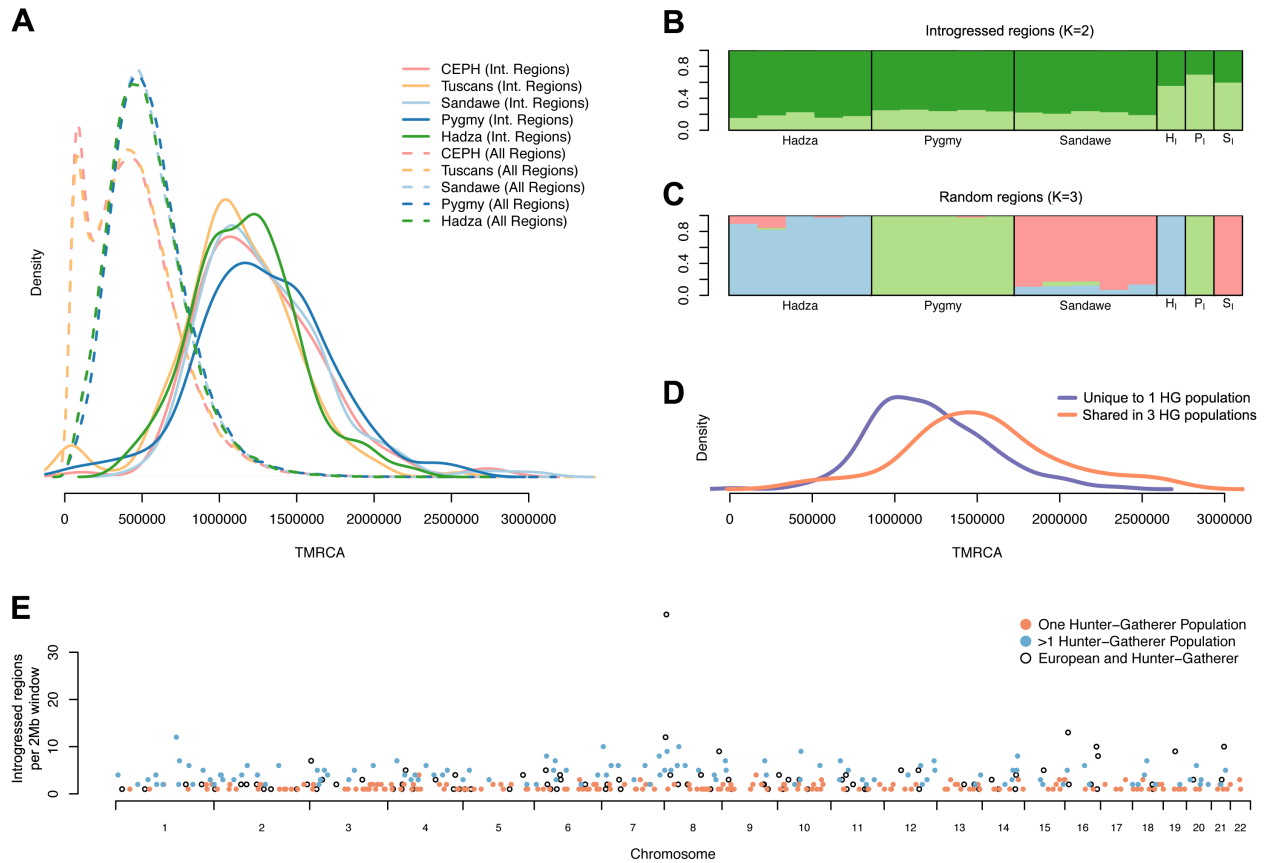 A
CEPH (Int. Regions)
Tuscans (Int. Regions)
Sandawe (Int. Regions)
Pygmy (Int. Regions)
Hadza (Int. Regions)
CEPH (All Regions)
Tuscans (All Regions)
Sandawe (All Regions)
Pygmy (All Regions)
Hadza (All Regions)
Density
0 500000 1000000 1500000 2000000 2500000 3000000
TMRCA
B
Introgressed regions (K=2)
0.8
0.4
0.0
Hadza Pygmy Sandawe HI PI SI
C
Random regions (K=3)
0.8
0.4
0.0
Hadza Pygmy Sandawe HI PI SI
D
Unique to 1 HG population
Shared in 3 HG populations
Density
0 500000 1000000 1500000 2000000 2500000 3000000
TMRCA
E
One Hunter−Gatherer Population
>1 Hunter−Gatherer Population
European and Hunter−Gatherer
Introgressed regions
per 2Mb window
30
20
10
0
1 2 3 4 5 6 7 8 9 10 11 12 13 14 15 16 17 18 19 20 21 22
Chromosome